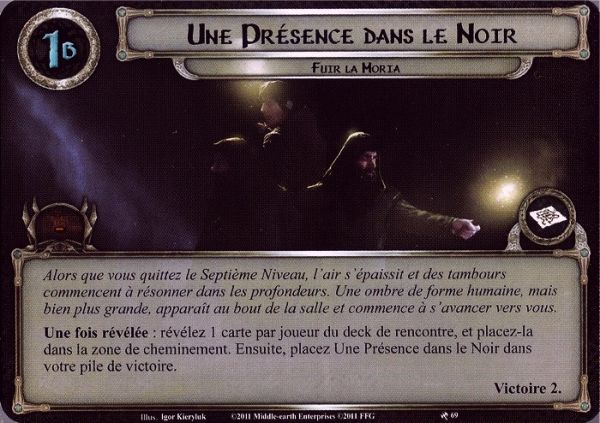 1B
UNE PRÉSENCE DANS LE NOIR
FUIR LA MORIA
Alors que vous quittez le Septième Niveau, l'air s'épaissit et des tambours
commencent à résonner dans les profondeurs. Une ombre de forme humaine, mais
bien plus grande, apparaît au bout de la salle et commence à s'avancer vers vous.
Une fois révélée : révélez 1 carte par joueur du deck de rencontre, et placez-la
dans la zone de cheminement. Ensuite, placez Une Présence dans le Noir dans
votre pile de victoire.
Victoire 2.
Illus. Igor Kieryluk ©2011 Middle-earth Enterprises ©2011 FFG 69